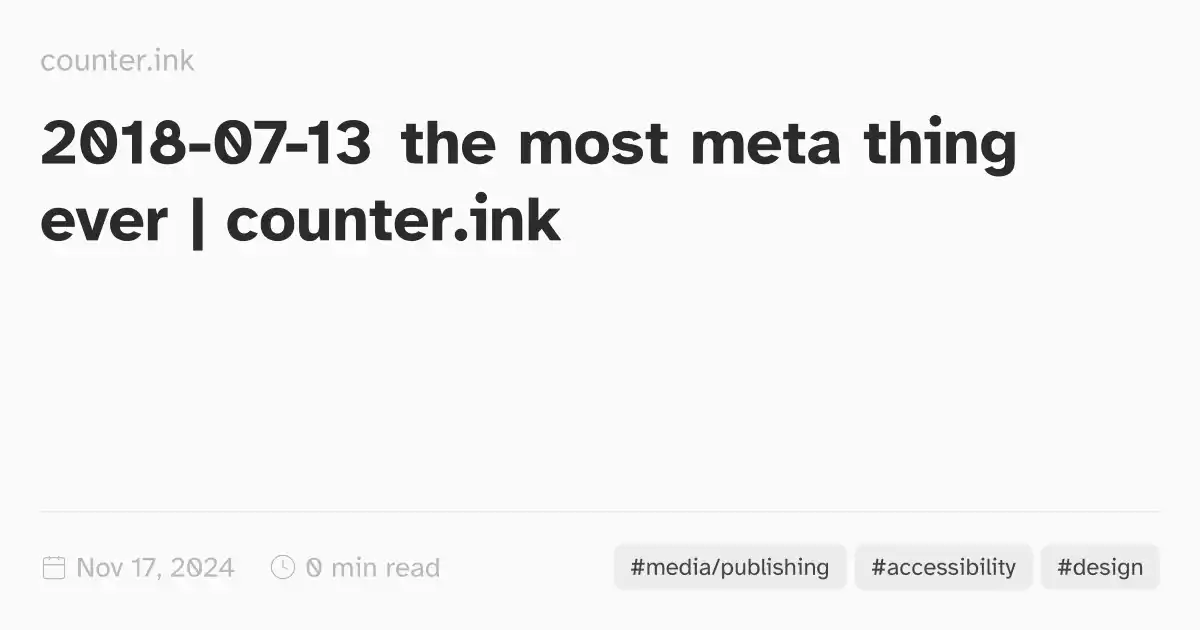 counter.ink
2018-07-13 the most meta thing
ever | counter.ink
Nov 17, 2024 0 min read #media/publishing #accessibility #design